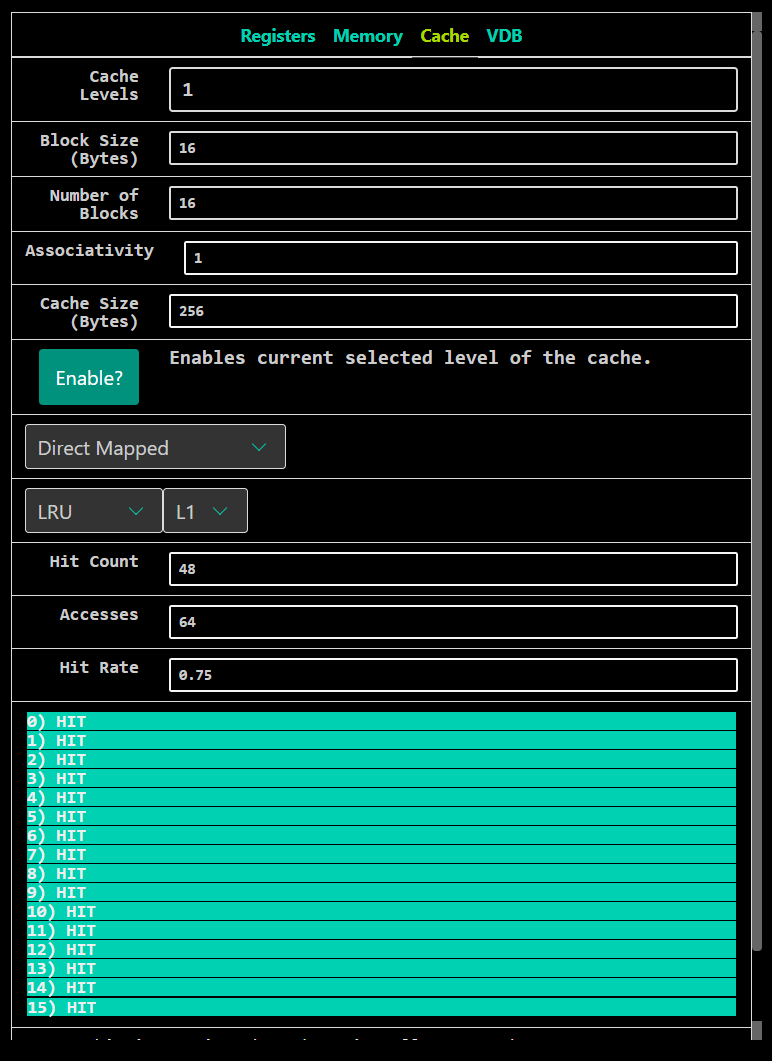 Registers Memory Cache VDB
Cache
Levels
1
Block Size
(Bytes)
16
Number of
Blocks
16
Associativity
1
Cache Size
(Bytes)
256
Enable?
Enables current selected level of the cache.
Direct Mapped
LRU
L1
Hit Count
48
Accesses
64
Hit Rate
0.75
0) HIT
1) HIT
2) HIT
3) HIT
4) HIT
5) HIT
6) HIT
7) HIT
8) HIT
9) HIT
10) HIT
11) HIT
12) HIT
13) HIT
14) HIT
15) HIT